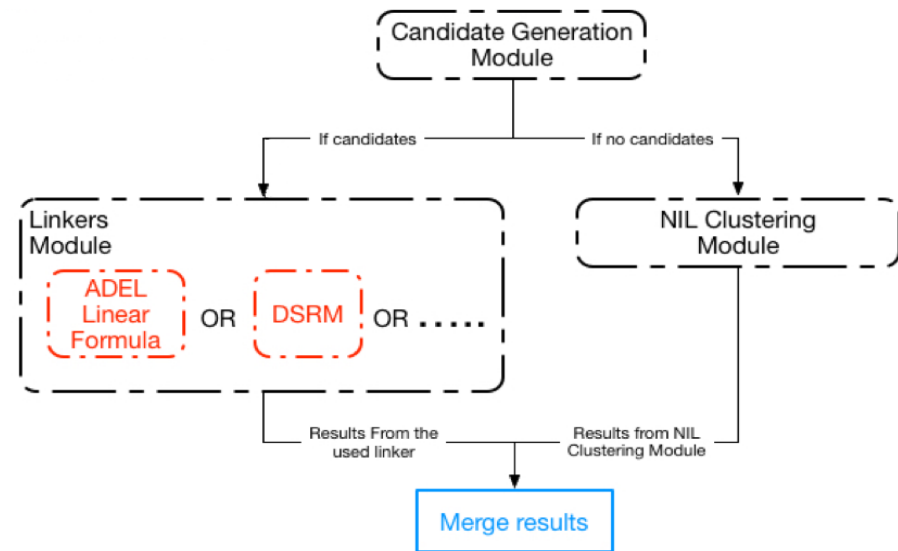 Candidate Generation
Module
If candidates
If no candidates
Linkers
Module
NIL Clustering
Module
ADEL
Linear
Formula
OR
DSRM
OR .....
Results From the
used linker
Results from NIL
Clustering Module
Merge results